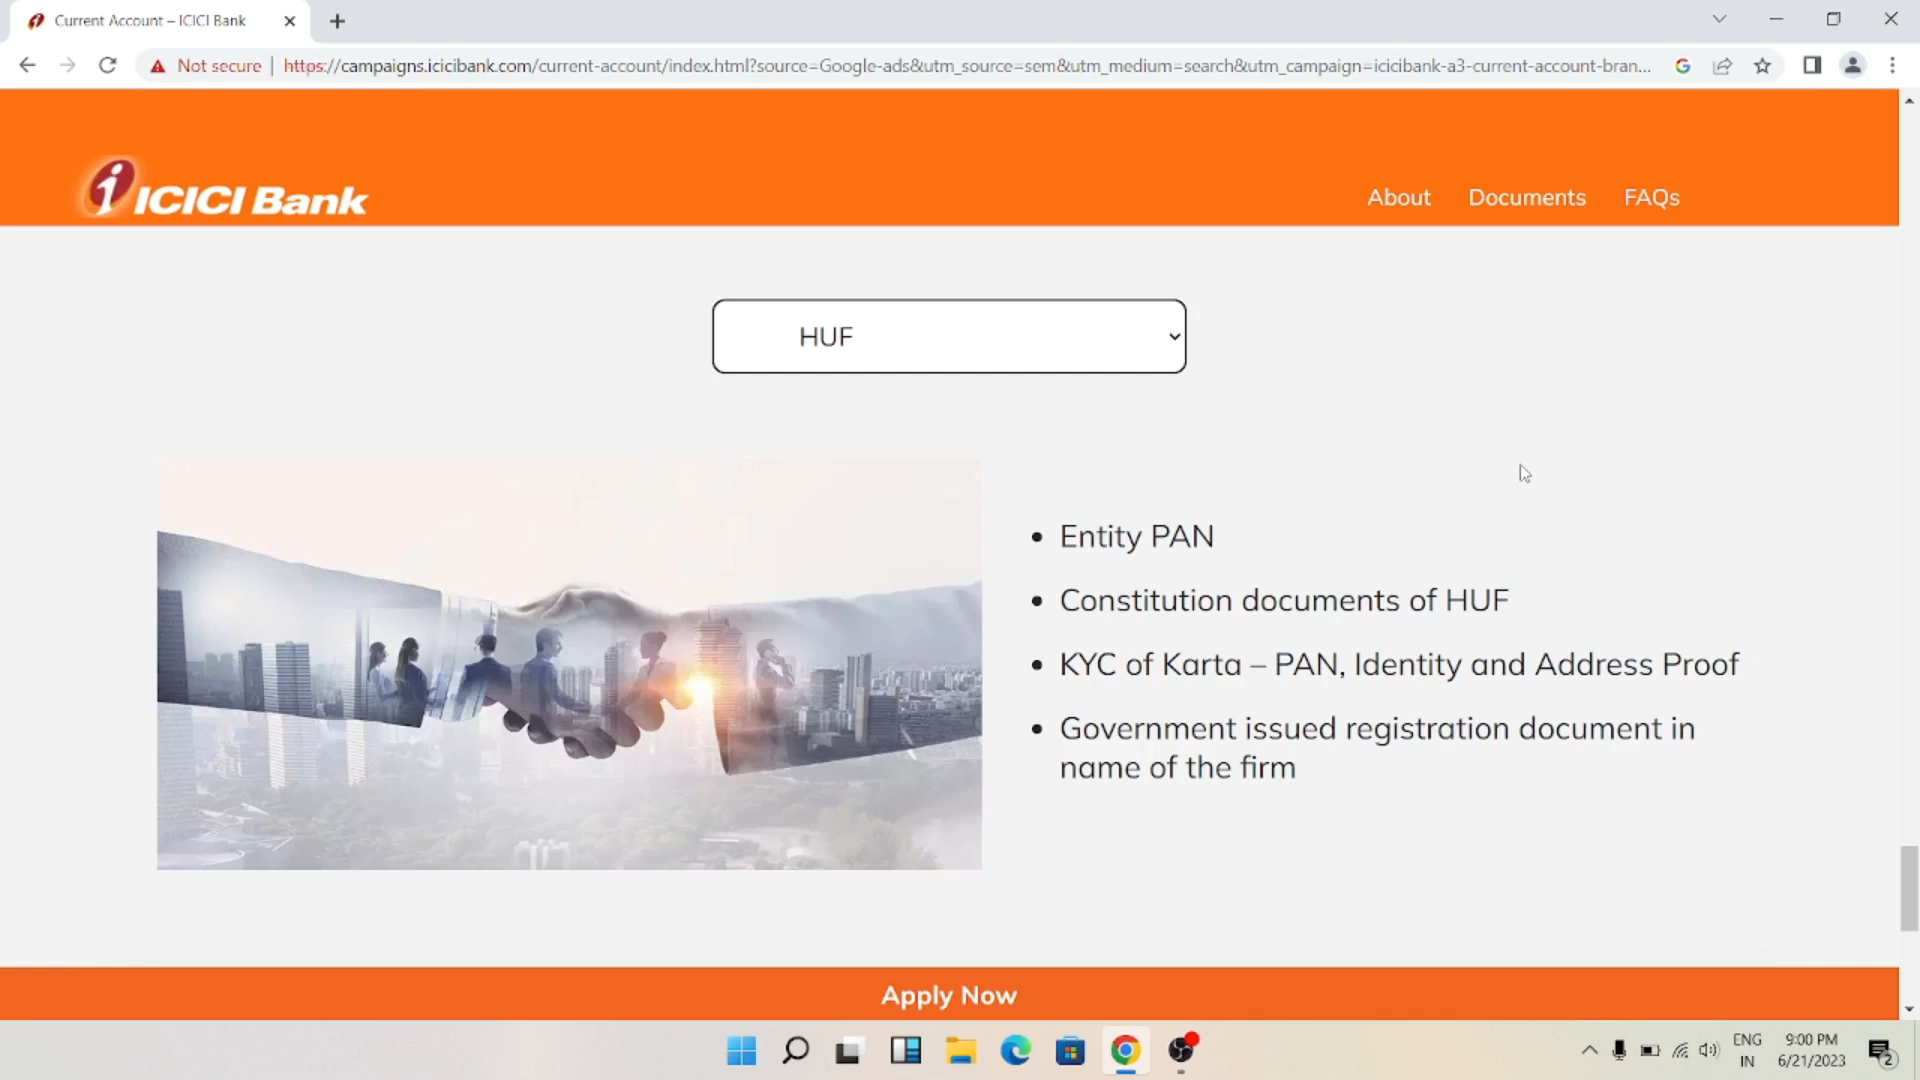 Current Account – ICICI Bank
Not secure
https://campaigns.icicibank.com/current-account/index.html?source=Google-ads&utm_source=sem&utm_medium=search&utm_campaign=icicibank-a3-current-account-bran...
i ICICI Bank
About
Documents
FAQs
HUF
• Entity PAN
• Constitution documents of HUF
• KYC of Karta – PAN, Identity and Address Proof
• Government issued registration document in
name of the firm
Apply Now
ENG
IN
9:00 PM
6/21/2023
2